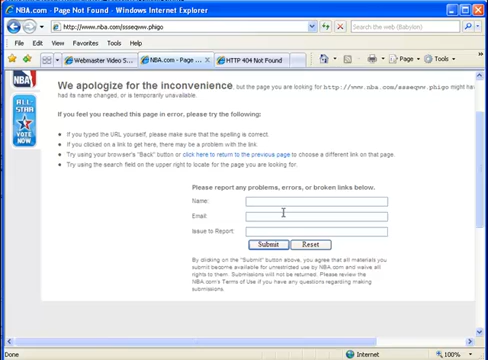 NBA.com - Page Not Found - Windows Internet Explorer
http://www.nba.com/ssseqww.phigo
Search the web (Babylon)
File Edit View Favorites Tools Help
Webmaster Video S...
NBA.com - Page ...
HTTP 404 Not Found
Page
Tools
NBA
ALL
STAR
VOTE
NOW
We apologize for the inconvenience, but the page you are looking for http://www.nba.com/ssseqww.phigo might ha
had its name changed, or is temporarily unavailable.
If you feel you reached this page in error, please try the following:
If you typed the URL yourself, please make sure that the spelling is correct.
If you clicked on a link to get here, there may be a problem with the link
Try using your browser's "Back" button or click here to return to the previous page to choose a different link on that page.
Try using the search field on the upper right to locate for the page you are looking for.
Please report any problems, errors, or broken links below.
Name:
Email:
Issue to Report:
Submit Reset
By clicking on the "Submit" button above, you agree that all materials
submit become available for unrestricted use by NBA.com and waive all
rights to them. Submissions will not be returned. Please review the
NBA.com's Terms of Use if you have any questions regarding making
submissions.
Done
Internet
100%